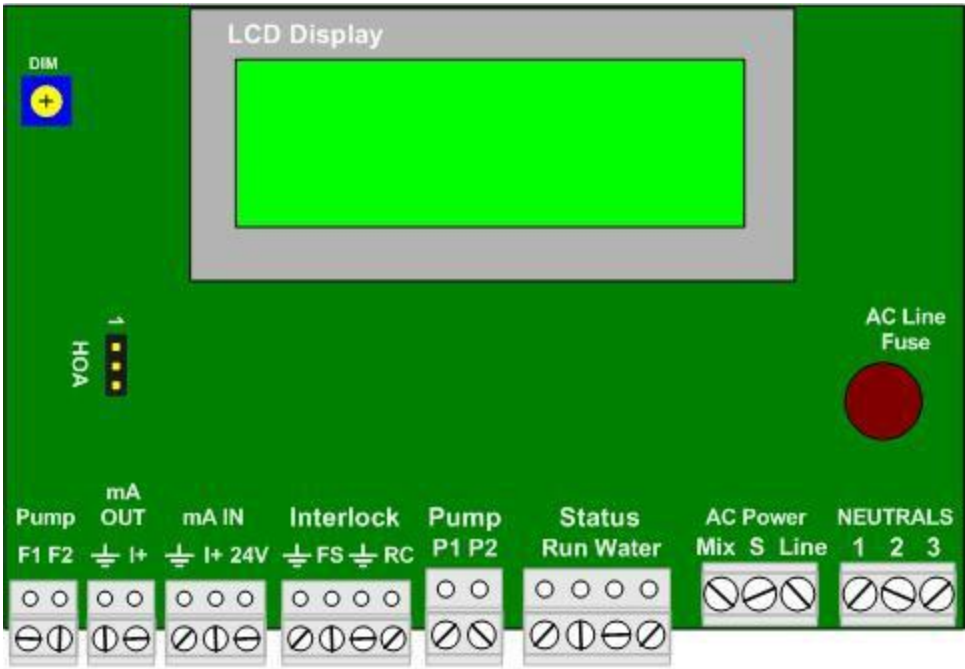 LCD Display
DIM
1
HOA
AC Line
Fuse
mA
Pump OUT mA IN Interlock Pump Status AC Power NEUTRALS
F1 F2 I+ I+ 24V FS RC P1 P2 Run Water Mix S Line 1 2 3